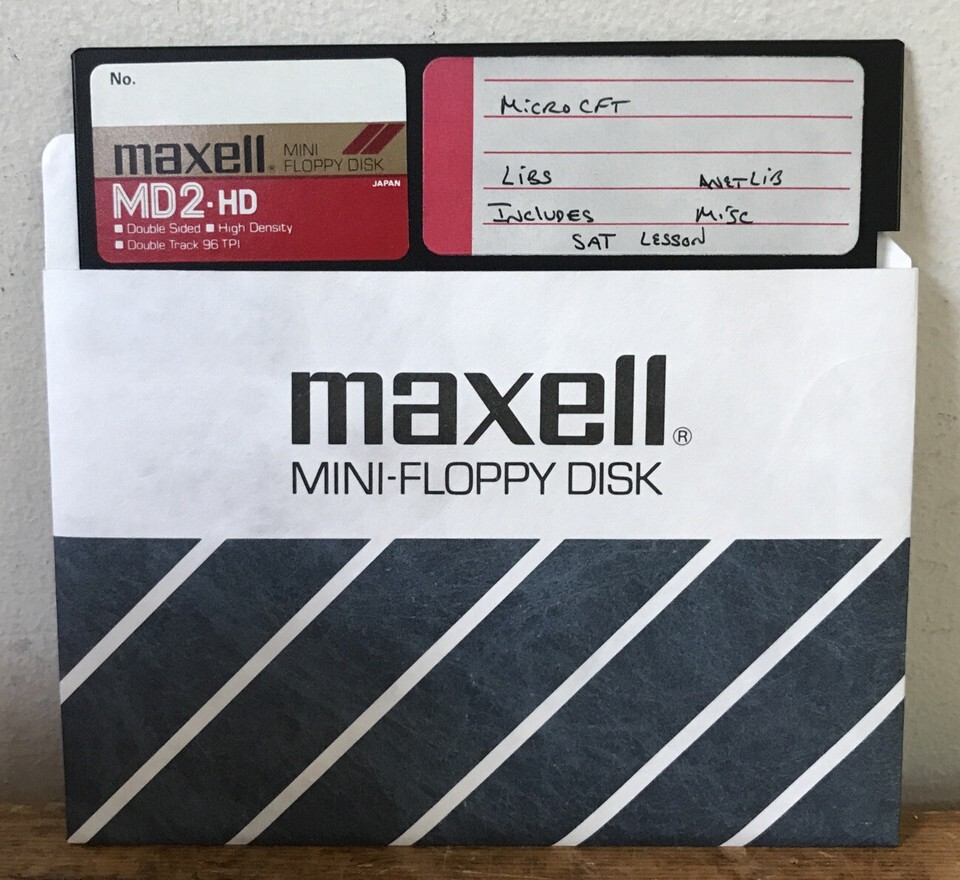 No.
maxell® MINI FLOPPY DISK
JAPAN
MD2-HD
Double Sided High Density
Double Track 96 TPI
MICRO CFT
LIBS ANETLIB
INCLUDES MISC
SAT LESSON
maxell®
MINI-FLOPPY DISK